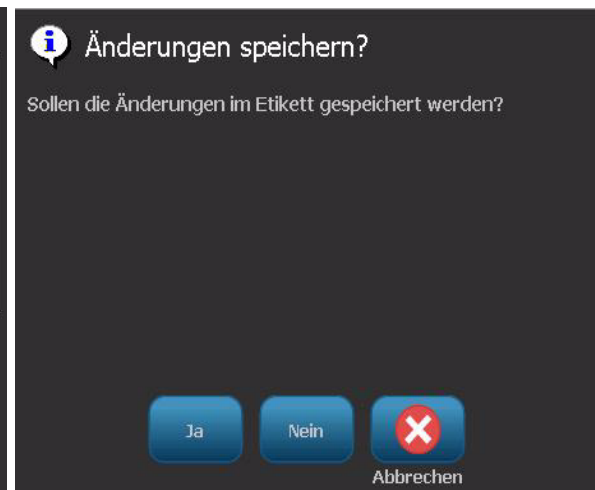 Änderungen speichern?
Sollen die Änderungen im Etikett gespeichert werden?
Ja
Nein
Abbrechen